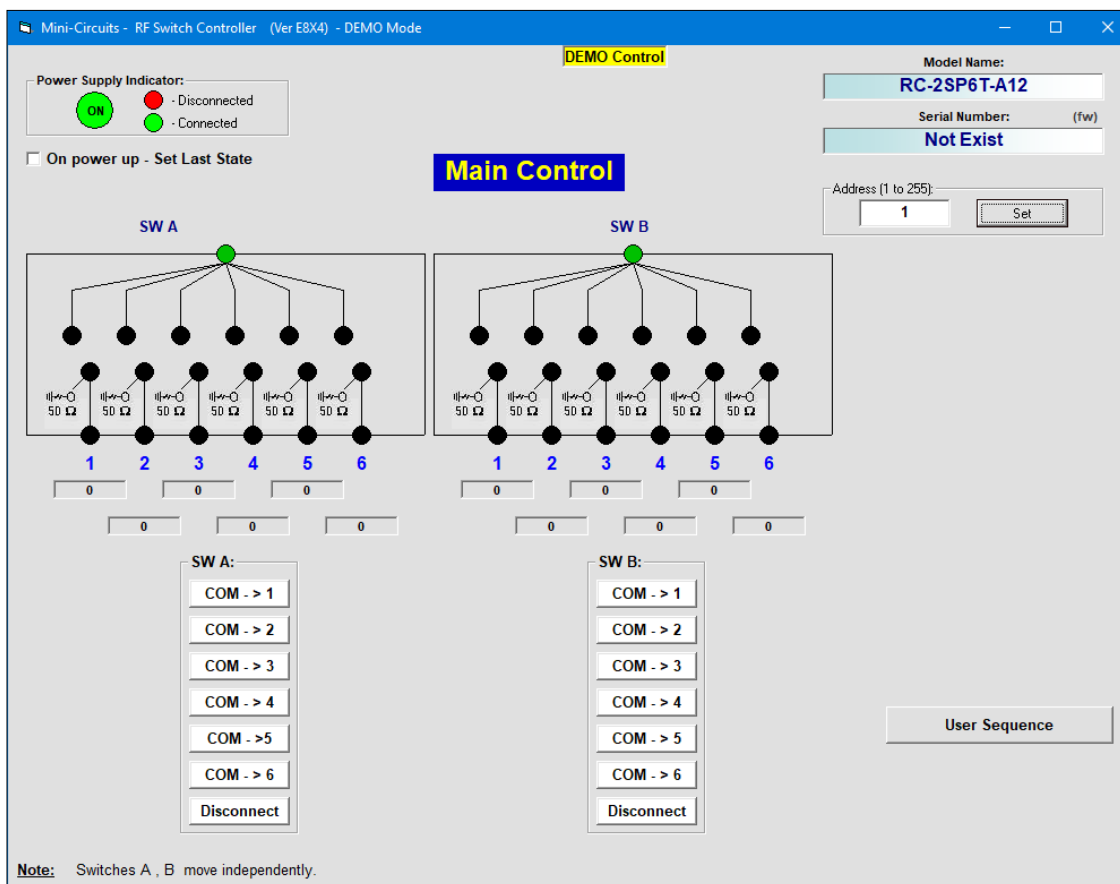 Mini-Circuits - RF Switch Controller (Ver E8X4) - DEMO Mode
DEMO Control
Power Supply Indicator:
ON
- Disconnected
- Connected
On power up - Set Last State
Main Control
Model Name:
RC-2SP6T-A12
Serial Number: (fw)
Not Exist
Address (1 to 255):
1
Set
SW A
50 Ω 50 Ω 50 Ω 50 Ω 50 Ω 50 Ω
1 2 3 4 5 6
0 0 0
0 0 0
SW B
50 Ω 50 Ω 50 Ω 50 Ω 50 Ω 50 Ω
1 2 3 4 5 6
0 0 0
0 0 0
SW A:
COM - > 1
COM - > 2
COM - > 3
COM - > 4
COM - >5
COM - > 6
Disconnect
SW B:
COM - > 1
COM - > 2
COM - > 3
COM - > 4
COM - > 5
COM - > 6
Disconnect
User Sequence
Note: Switches A , B move independently.